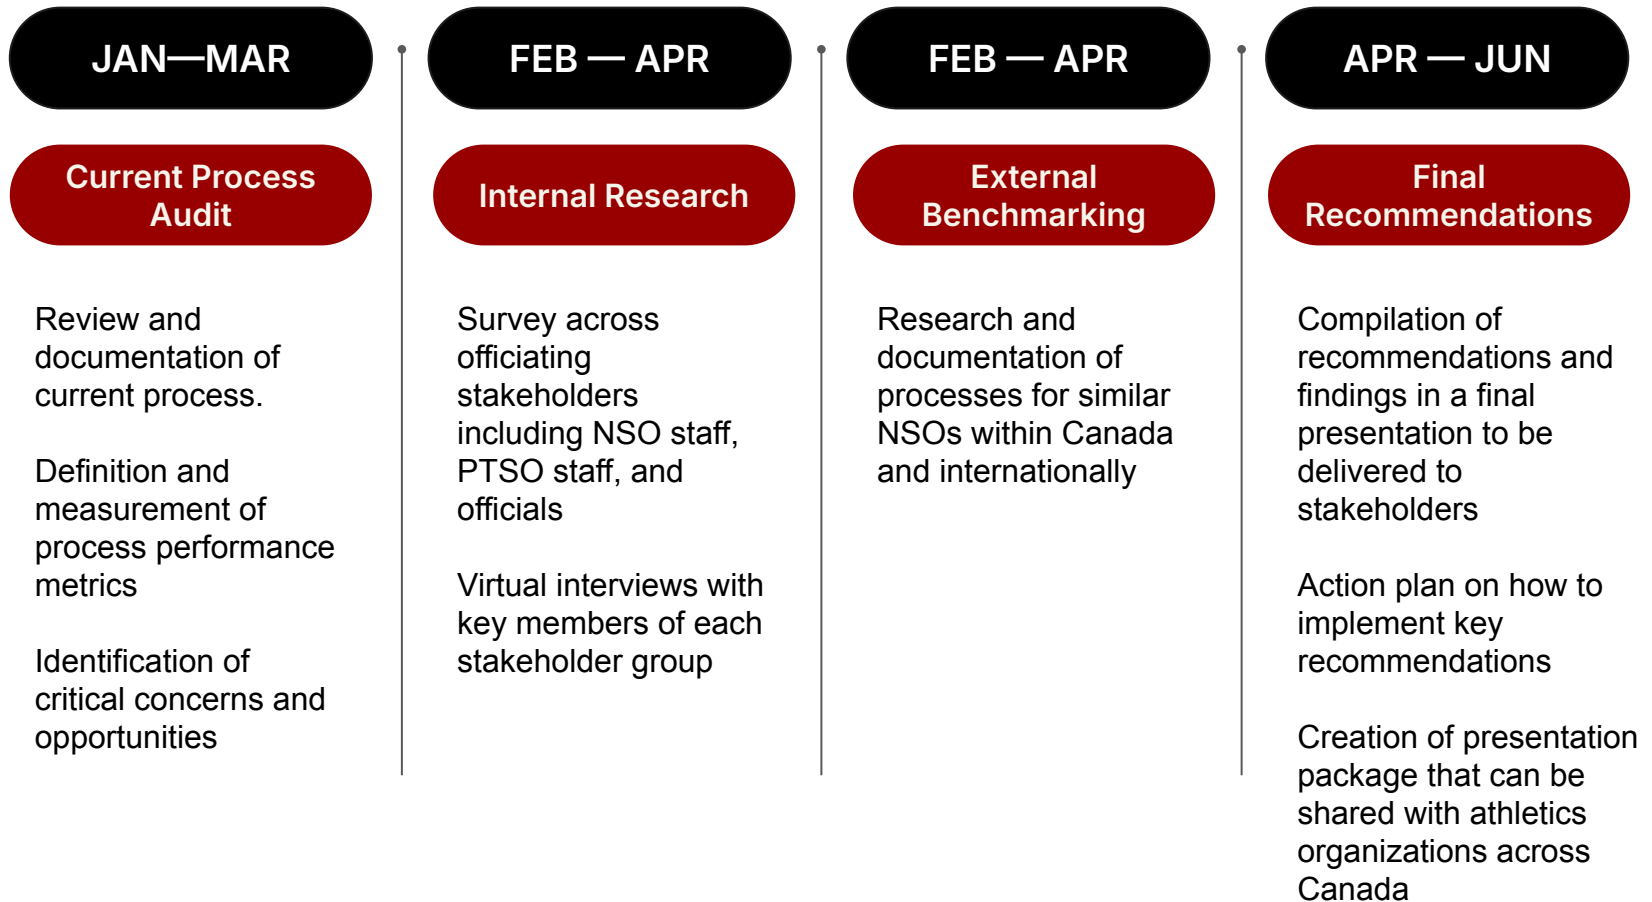 JAN—MAR
Current Process
Audit
Review and
documentation of
current process.
Definition and
measurement of
process performance
metrics
Identification of
critical concerns and
opportunities
FEB — APR
Internal Research
Survey across
officiating
stakeholders
including NSO staff,
PTSO staff, and
officials
Virtual interviews with
key members of each
stakeholder group
FEB — APR
External
Benchmarking
Research and
documentation of
processes for similar
NSOs within Canada
and internationally
APR — JUN
Final
Recommendations
Compilation of
recommendations and
findings in a final
presentation to be
delivered to
stakeholders
Action plan on how to
implement key
recommendations
Creation of presentation
package that can be
shared with athletics
organizations across
Canada